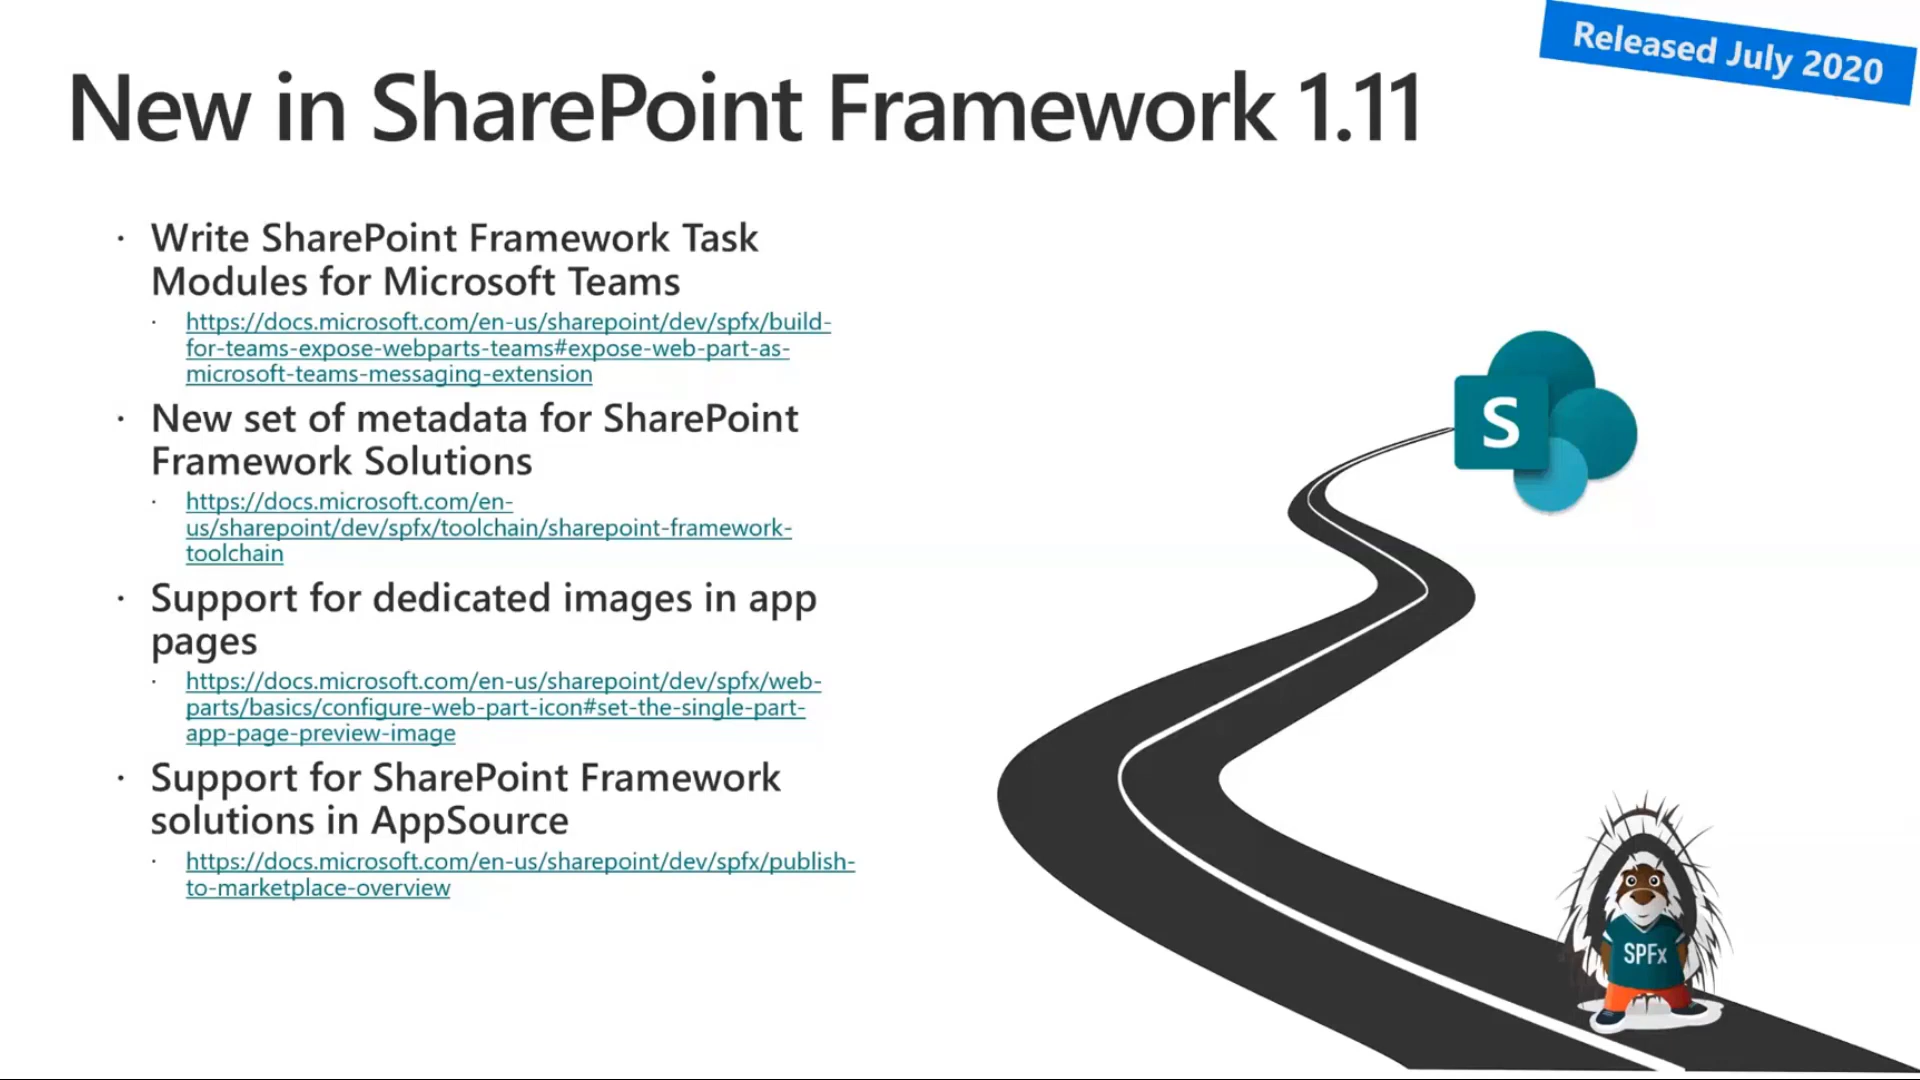 Released July 2020
New in SharePoint Framework 1.11
· Write SharePoint Framework Task
Modules for Microsoft Teams
· https://docs.microsoft.com/en-us/sharepoint/dev/spfx/build-
for-teams-expose-webparts-teams#expose-web-part-as-
microsoft-teams-messaging-extension
· New set of metadata for SharePoint
Framework Solutions
· https://docs.microsoft.com/en-
us/sharepoint/dev/spfx/toolchain/sharepoint-framework-
toolchain
· Support for dedicated images in app
pages
· https://docs.microsoft.com/en-us/sharepoint/dev/spfx/web-
parts/basics/configure-web-part-icon#set-the-single-part-
app-page-preview-image
· Support for SharePoint Framework
solutions in AppSource
· https://docs.microsoft.com/en-us/sharepoint/dev/spfx/publish-
to-marketplace-overview
S
SPFx